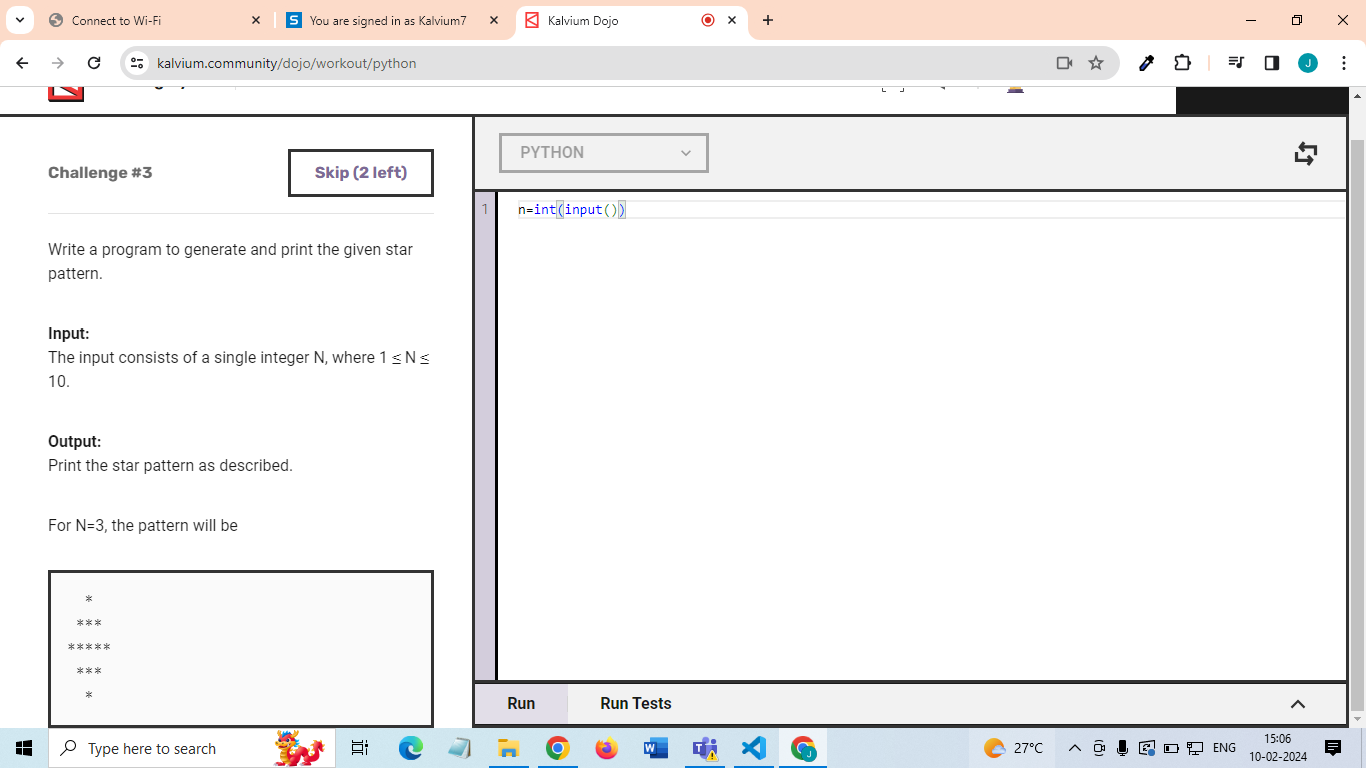 Connect to Wi-Fi
You are signed in as Kalvium7
Kalvium Dojo
kalvium.community/dojo/workout/python
J
Challenge #3
Skip (2 left)
Write a program to generate and print the given star
pattern.
Input:
The input consists of a single integer N, where 1 ≤ N ≤
10.
Output:
Print the star pattern as described.
For N=3, the pattern will be
*
***
*****
***
*
PYTHON
1 n=int(input())
Run
Run Tests
Type here to search
27°C
ENG
15:06
10-02-2024